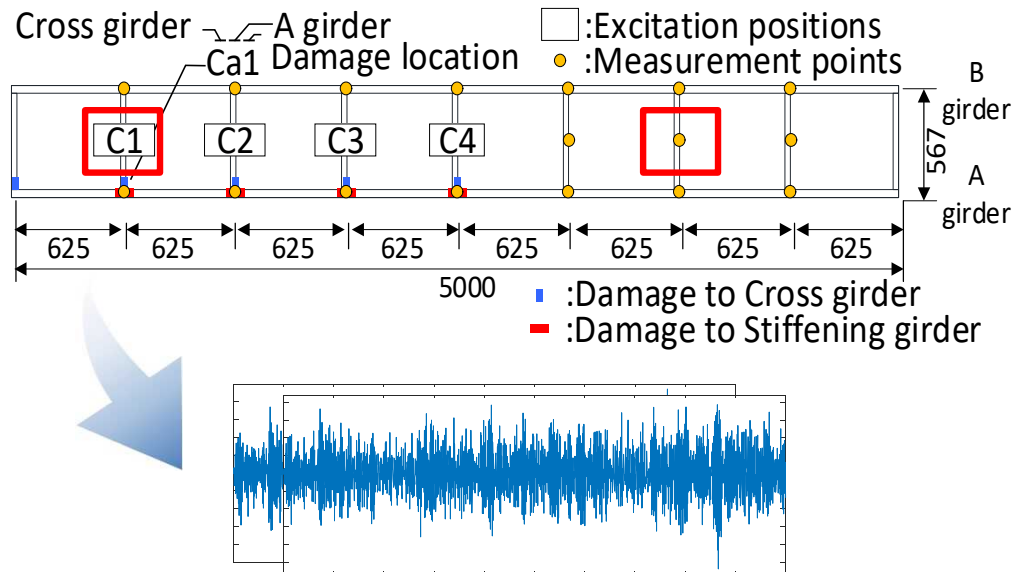 Cross girder
A girder
Ca1 Damage location
:Excitation positions
:Measurement points
B
girder
C1
C2
C3
C4
567
A
girder
625
625
625
625
625
625
625
625
5000
:Damage to Cross girder
:Damage to Stiffening girder